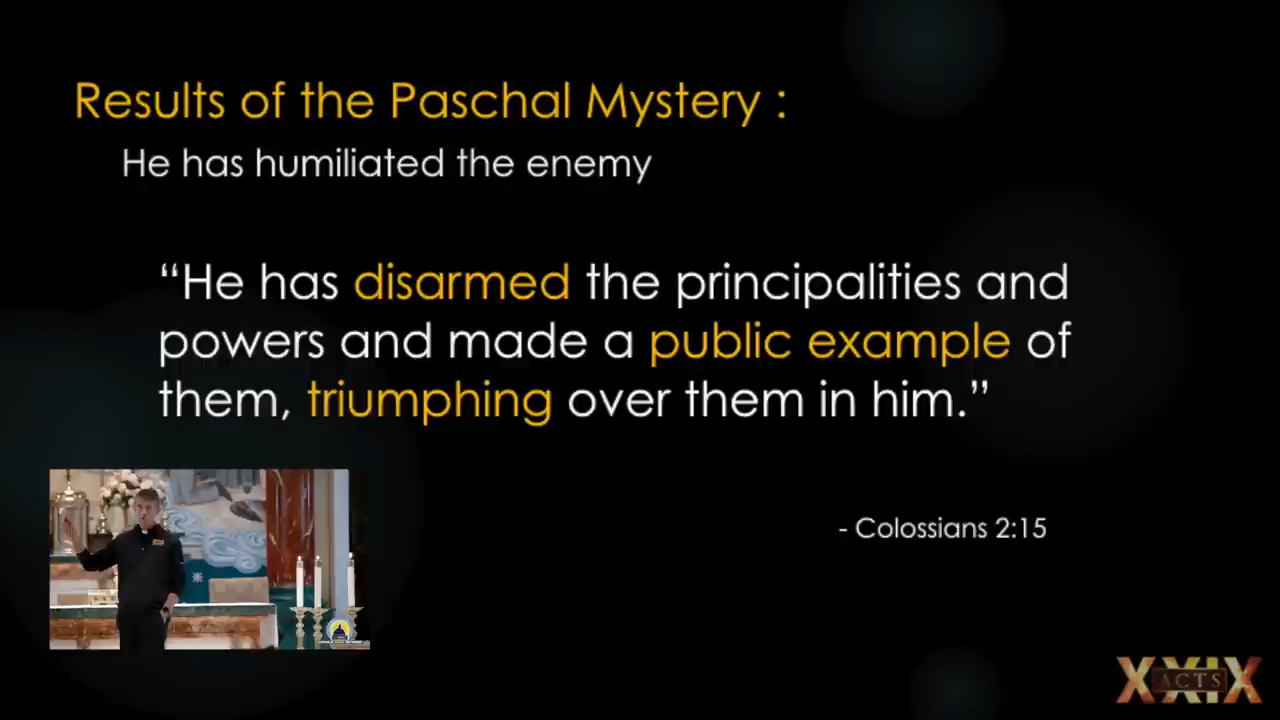 Results of the Paschal Mystery :
He has humiliated the enemy
“He has disarmed the principalities and
powers and made a public example of
them, triumphing over them in him.”
- Colossians 2:15
XXIX
ACTS